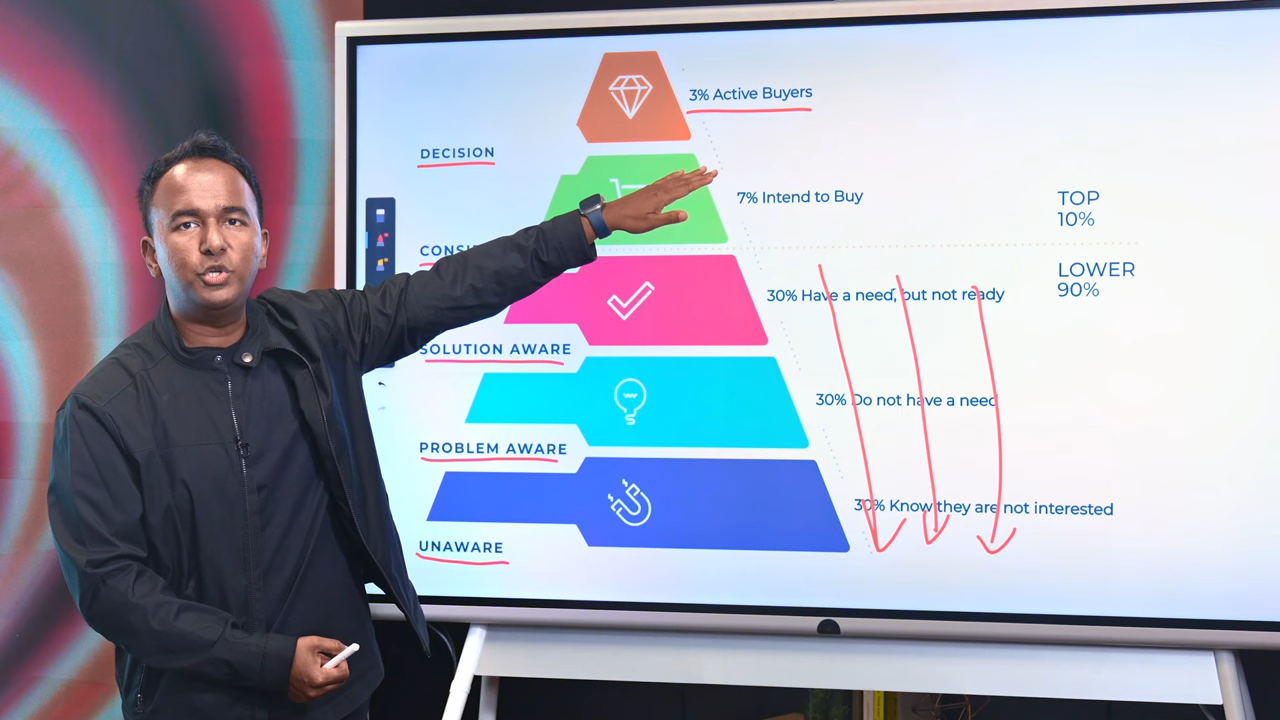 3% Active Buyers
DECISION
7% Intend to Buy
TOP
10%
LOWER
90%
30% Have a need, but not ready
SOLUTION AWARE
30% Do not have a need
PROBLEM AWARE
30% Know they are not interested
UNAWARE